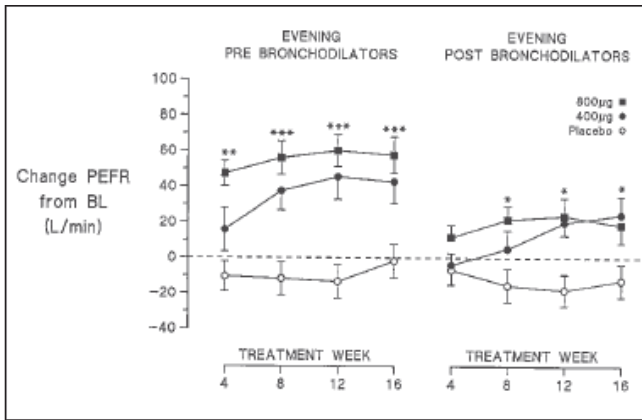 EVENING
PRE BRONCHODILATORS
EVENING
POST BRONCHODILATORS
800µg
400µg
Placebo
Change PEFR
from BL
(L/min)
100
80
60
40
20
0
-20
-40
**
***
***
***
*
*
*
TREATMENT WEEK
4 8 12 16
TREATMENT WEEK
4 8 12 16